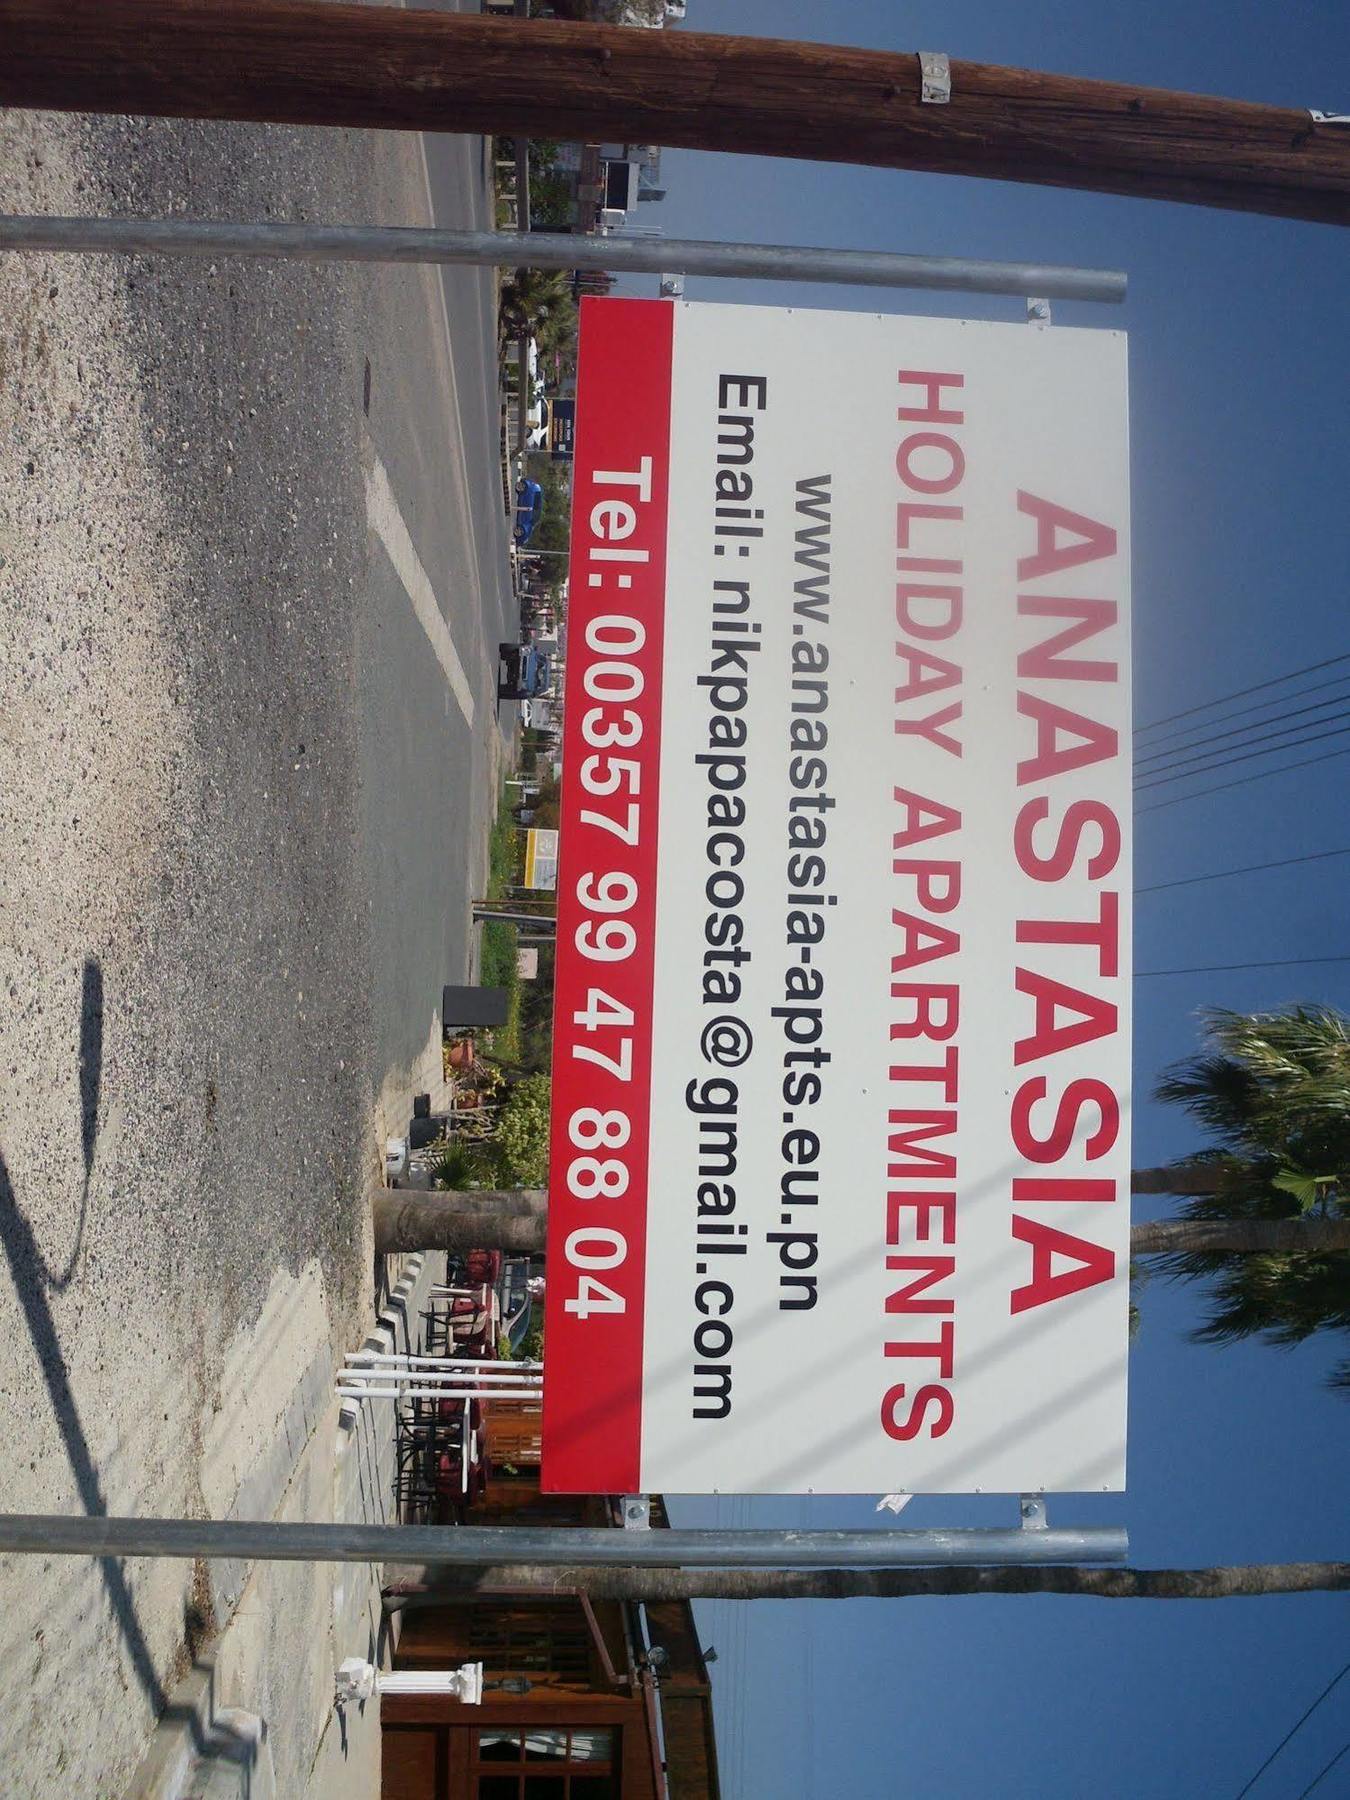 ANASTASIA
HOLIDAY APARTMENTS
www.anastasia-apts.eu.pn
Email: nikpapacosta@gmail.com
Tel: 00357 99 47 88 04